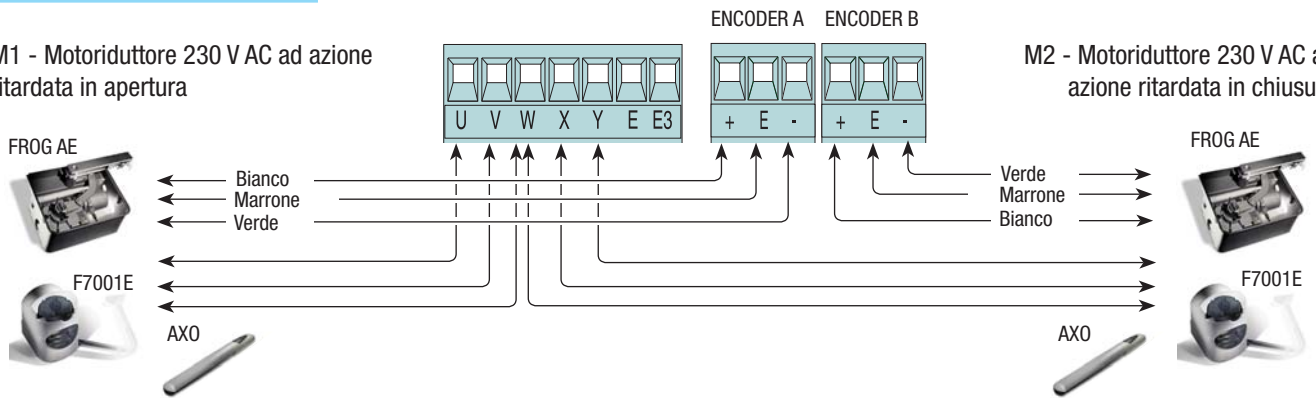 ENCODER A ENCODER B
M1 - Motoriduttore 230 V AC ad azione
ritardata in apertura
M2 - Motoriduttore 230 V AC a
azione ritardata in chiusu
U V W X Y E E3
+ E -
+ E -
FROG AE
Bianco
Marrone
Verde
F7001E
AXO
FROG AE
Verde
Marrone
Bianco
F7001E
AXO